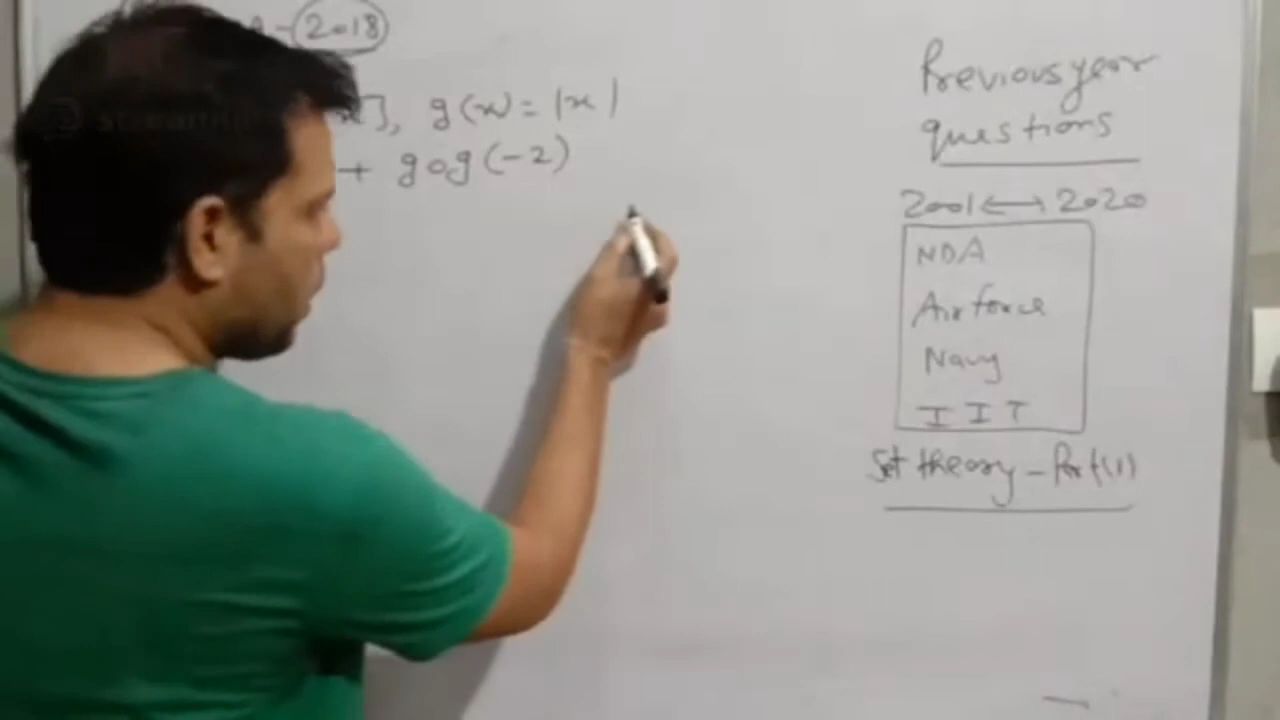 A - 2018
x], g(x) = |x|
+ gog(-2)
Previous year
questions
2001 ⟷ 2020
NDA
Airforce
Navy
IIT
Set theory - Part(1)